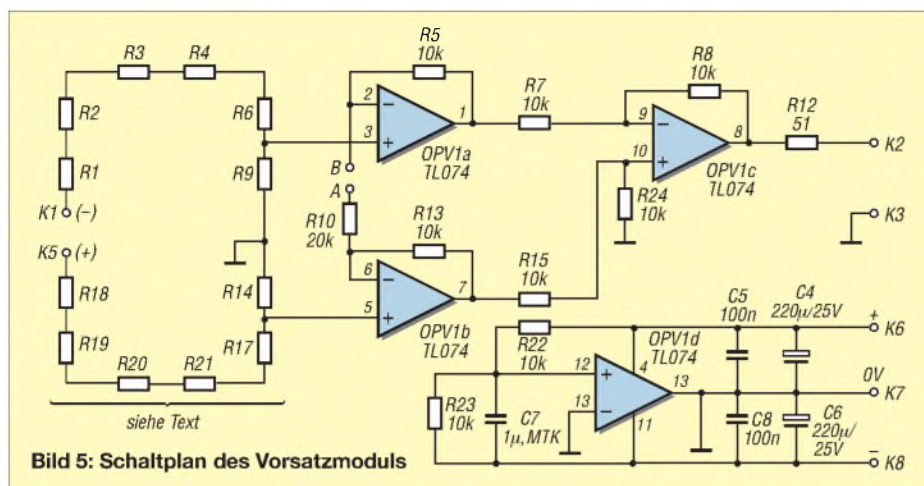 R3
R4
R2
R6
R1
R9
K1
(–)
K5
(+)
R18
R14
R19
R17
R20
R21
siehe Text
R5
10k
2
–
1
3
+
OPV1a
TL074
B
A
R10
20k
R13
10k
6
–
7
5
+
OPV1b
TL074
R7
10k
R15
10k
R8
10k
9
–
8
10
+
OPV1c
TL074
R24
10k
R12
51
K2
K3
R22
10k
R23
10k
C7
1µ, MTK
12
+
13
–
4
13
11
OPV1d
TL074
C5
100n
C4
220µ/25V
C8
100n
C6
220µ/
25V
+
K6
0V
K7
–
K8
Bild 5: Schaltplan des Vorsatzmoduls